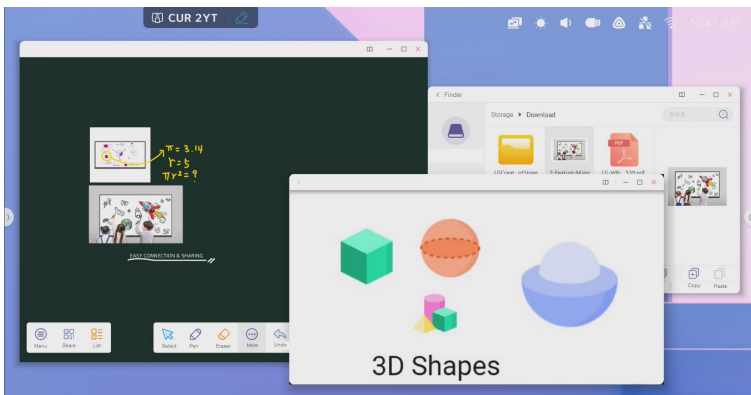 CUR 2YT
10:47 오전
< Finder
Storage ▸ Download
PDF
π = 3.14
r = 5
πr² = ?
EASY CONNECTION & SHARING
Copy
Paste
Menu
Share
List
Select
Pen
Eraser
More
Undo
3D Shapes